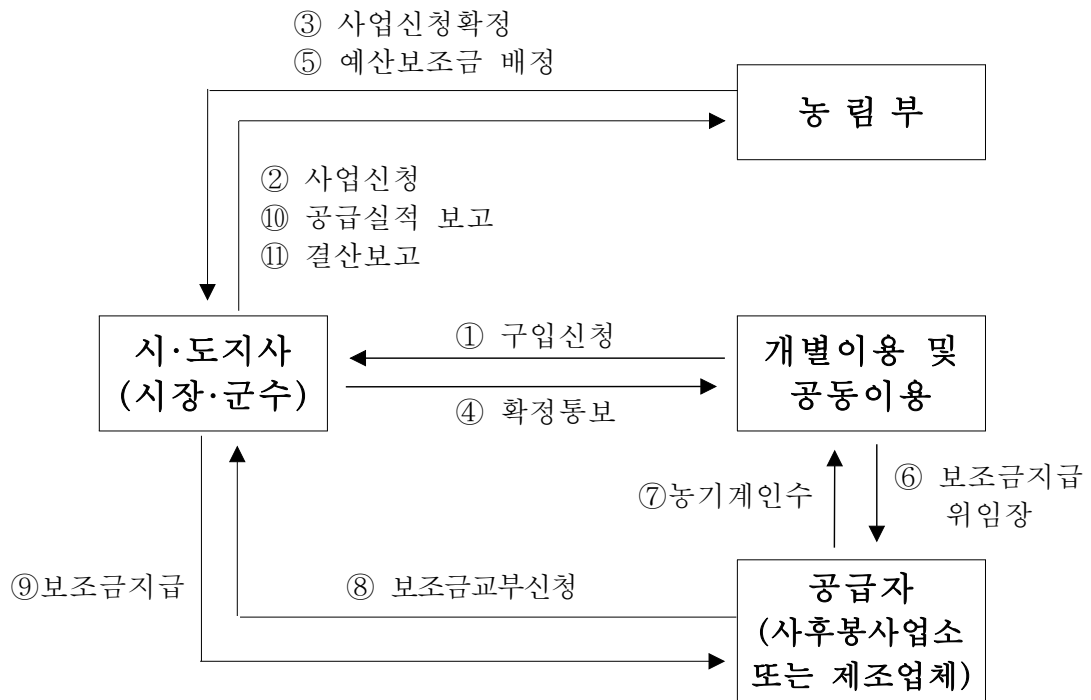 ③ 사업신청확정
⑤ 예산보조금 배정
농 림 부
② 사업신청
⑩ 공급실적 보고
⑪ 결산보고
시·도지사
(시장·군수)
① 구입신청
④ 확정통보
개별이용 및
공동이용
⑦농기계인수
⑥ 보조금지급
위임장
⑨보조금지급
⑧ 보조금교부신청
공급자
(사후봉사업소
또는 제조업체)